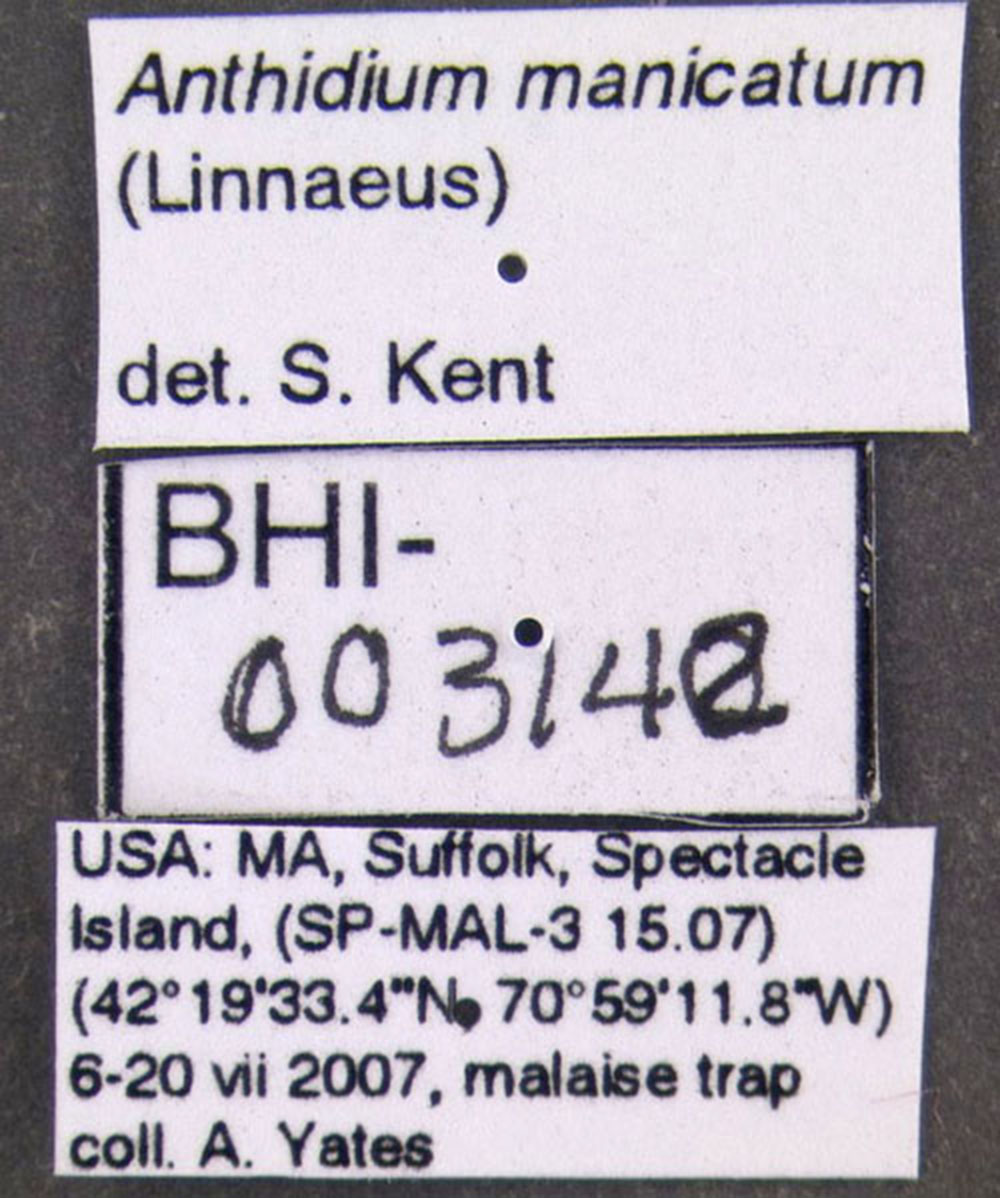 Anthidium manicatum
(Linnaeus)
det. S. Kent
BHI-
003142
USA: MA, Suffolk, Spectacle
Island, (SP-MAL-3 15.07)
(42°19'33.4"N, 70°59'11.8"W)
6-20 vii 2007, malaise trap
coll. A. Yates